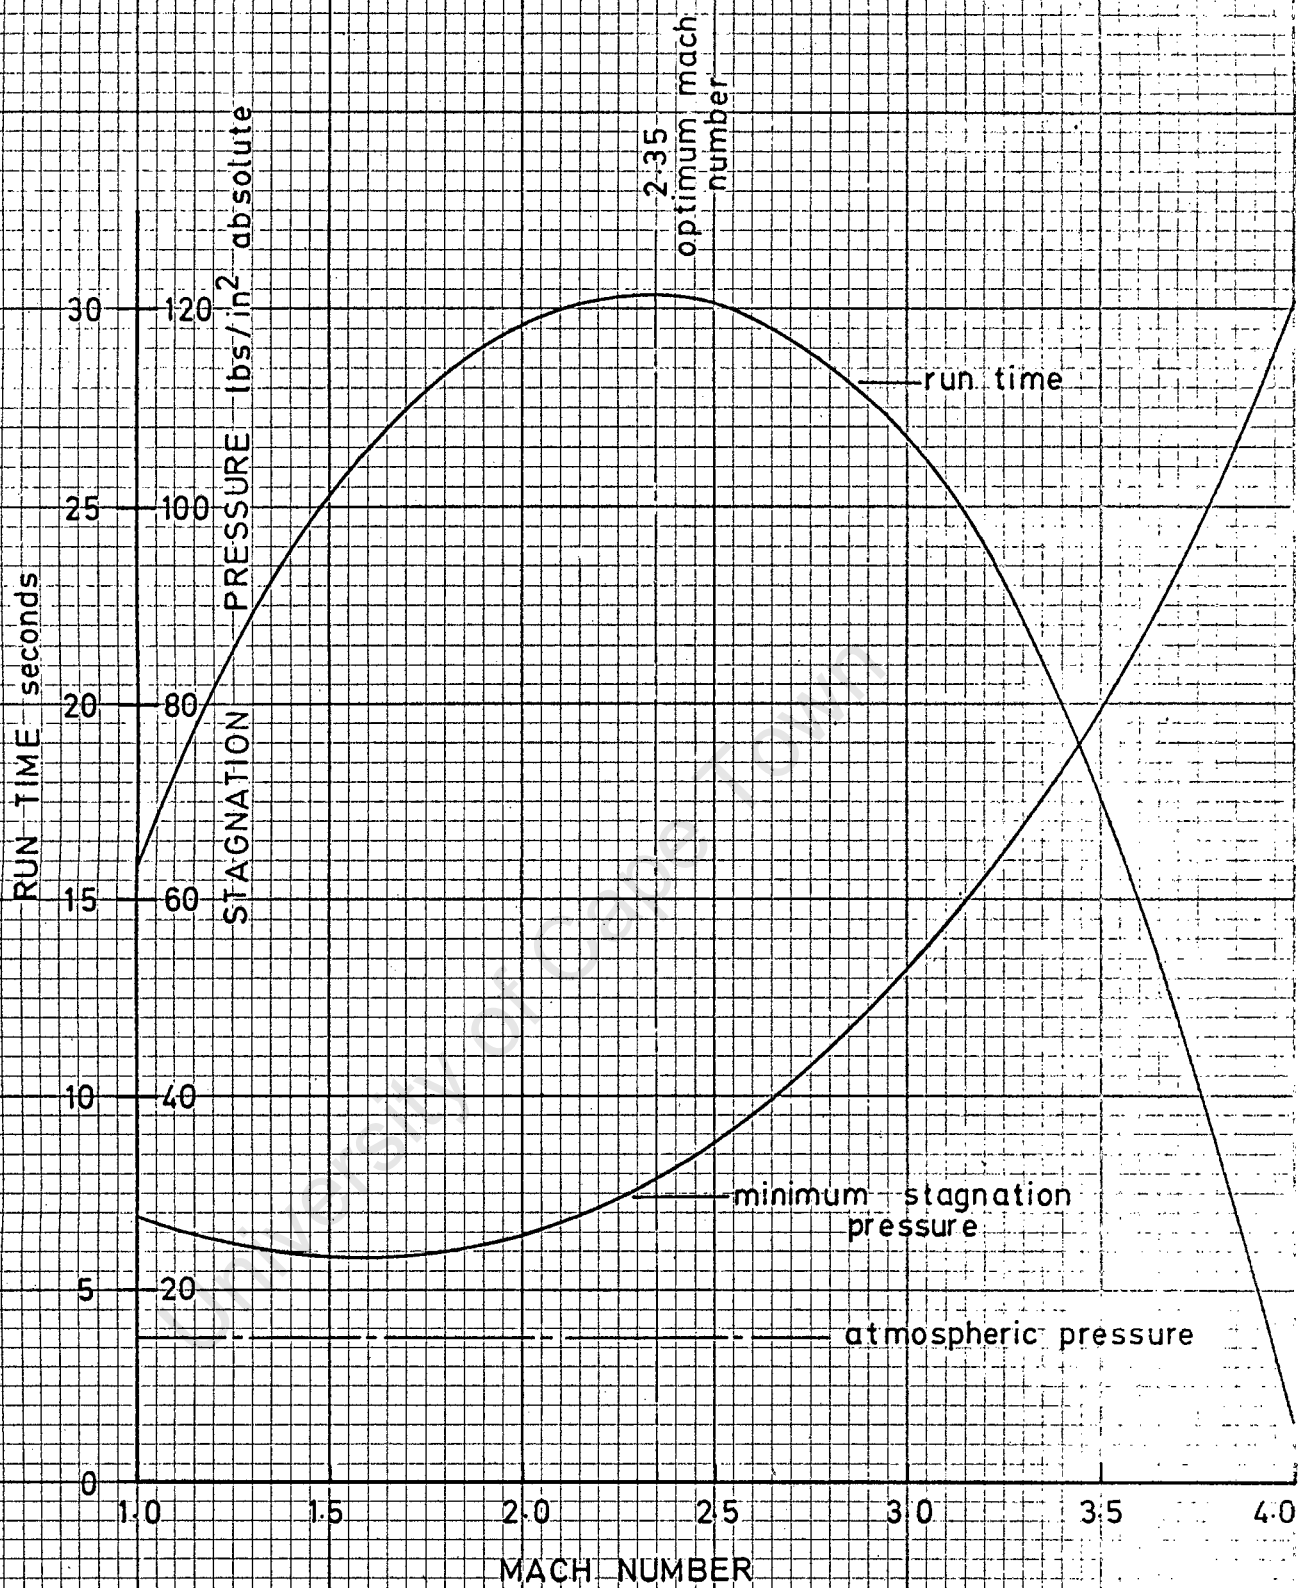 2.35
optimum mach
number
STAGNATION PRESSURE lbs/in² absolute
RUN TIME seconds
30
25
20
15
10
5
0
120
100
80
60
40
20
run time
minimum stagnation
pressure
atmospheric pressure
1.0
1.5
2.0
2.5
3.0
3.5
4.0
MACH NUMBER
University of Cape Town